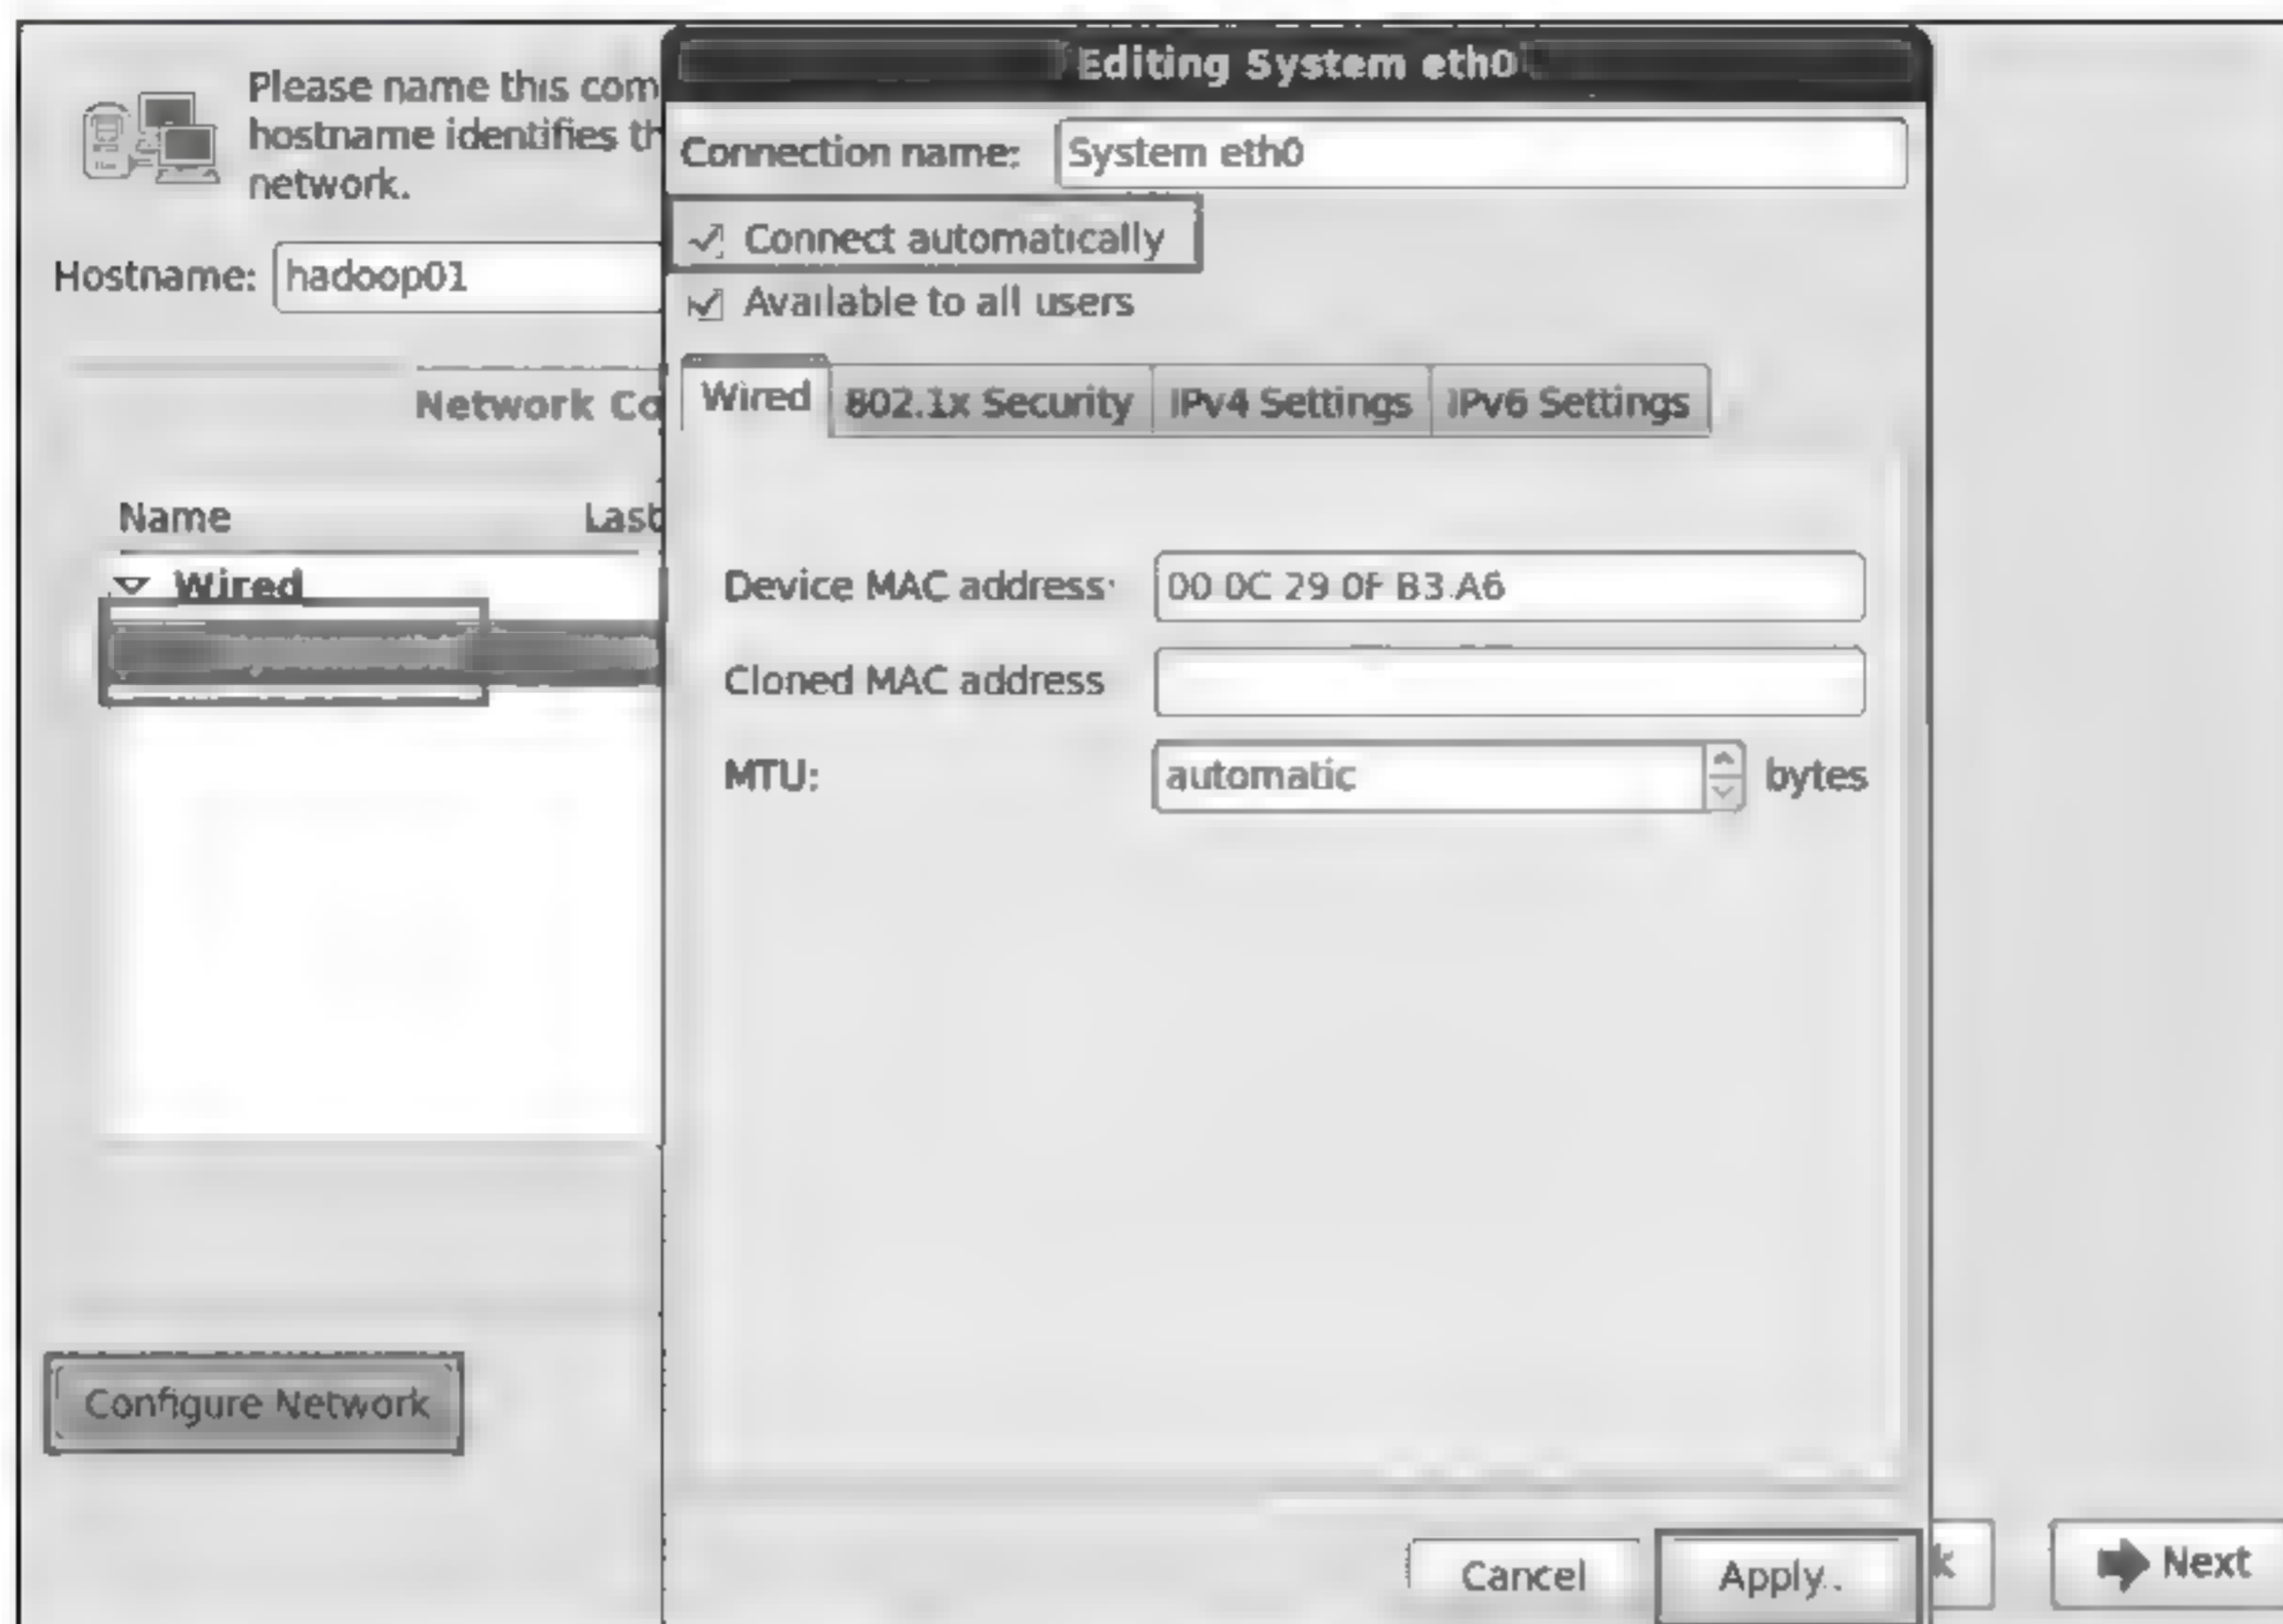 Please name this com
hostname identifies th
network.
Hostname: hadoop01
Network Co
Name Last
Wired
Configure Network
Editing System eth0
Connection name: System eth0
Connect automatically
Available to all users
Wired 802.1x Security IPv4 Settings IPv6 Settings
Device MAC address: 00 0C 29 0F B3 A6
Cloned MAC address
MTU: automatic bytes
Cancel Apply..
k Next